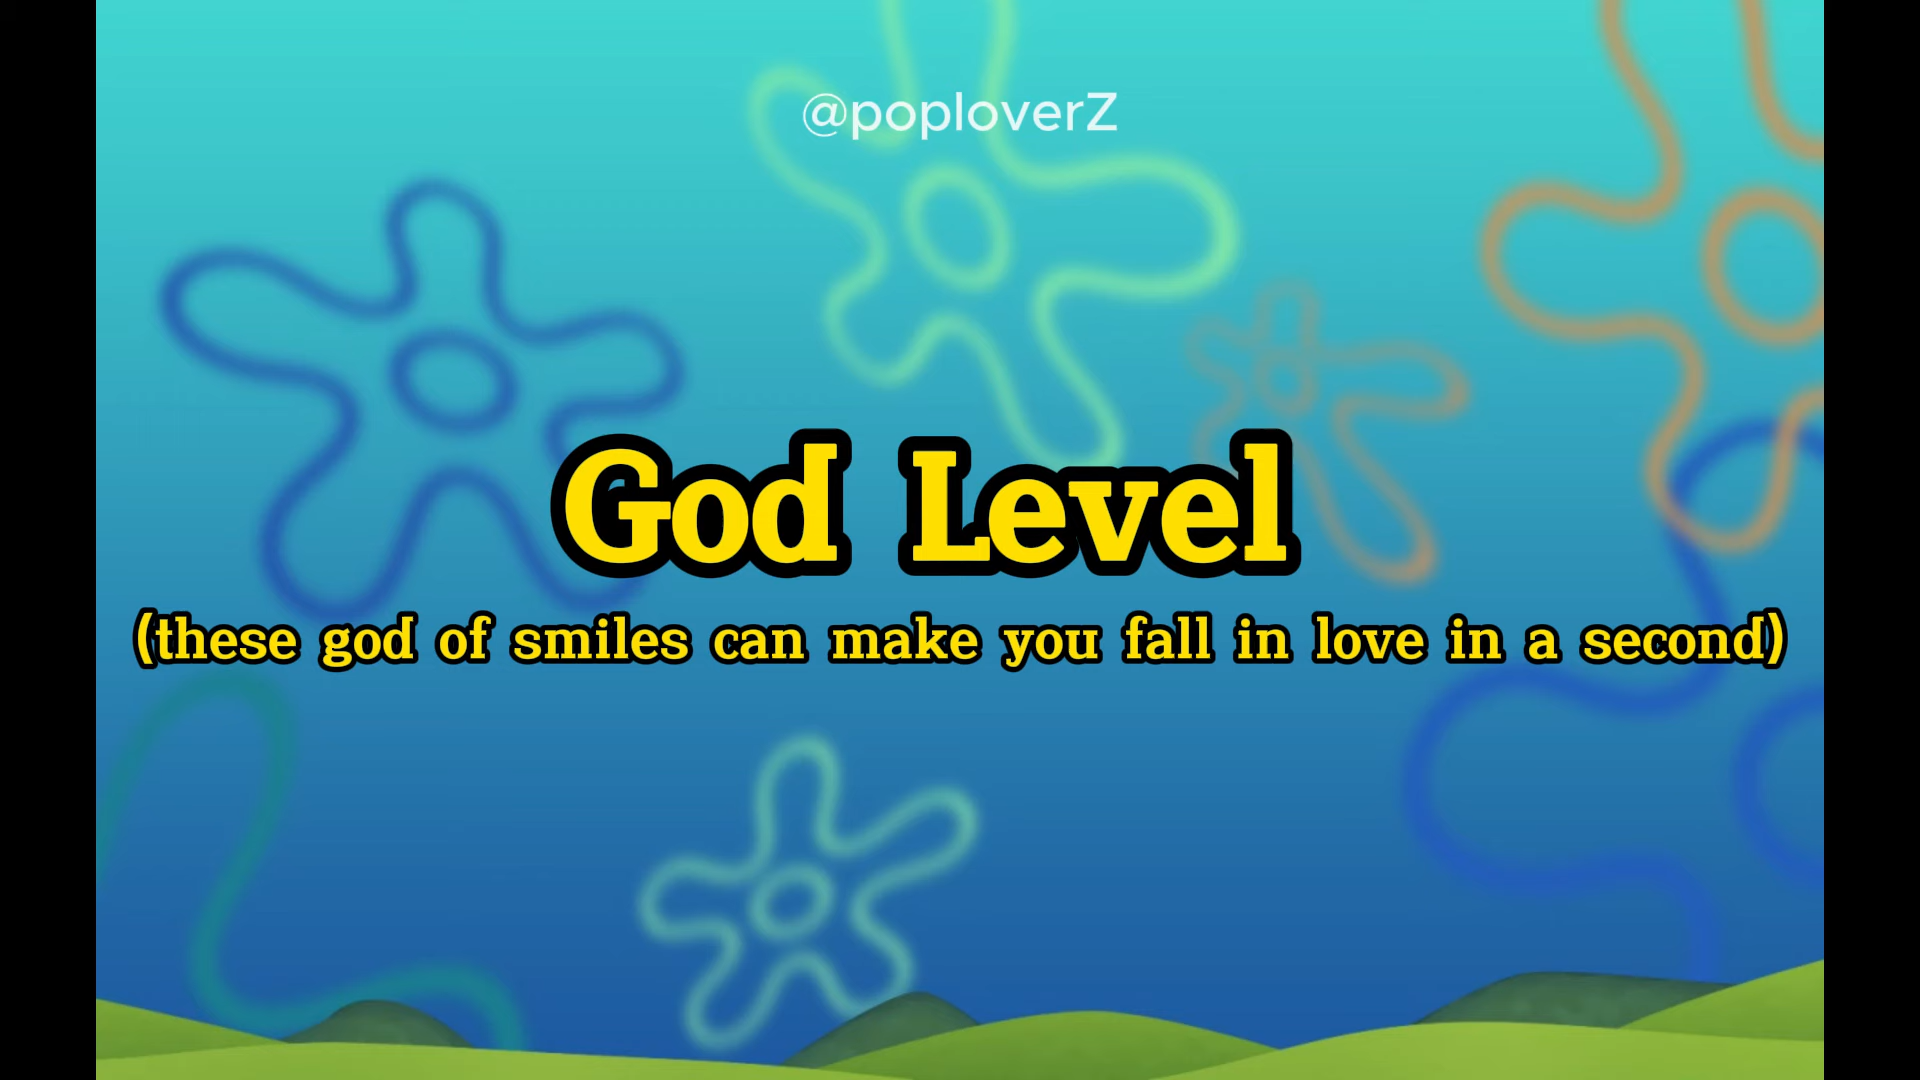 @poploverZ
God Level
(these god of smiles can make you fall in love in a second)